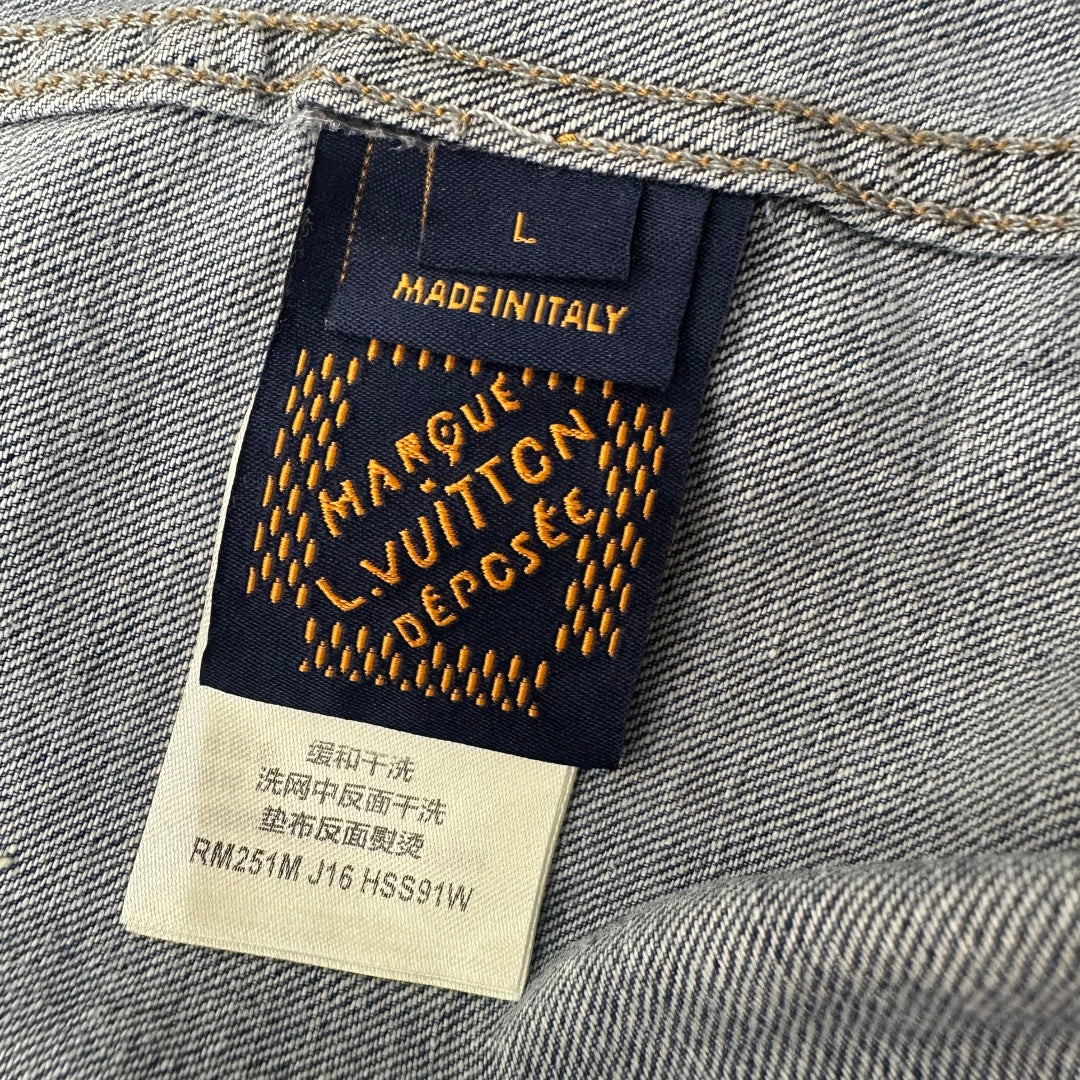 L
MADE IN ITALY
MARQUE
L.VUITTON
DÉPOSÉE
缓和干洗
洗网中反面干洗
垫布反面熨烫
RM251M J16 HSS91W